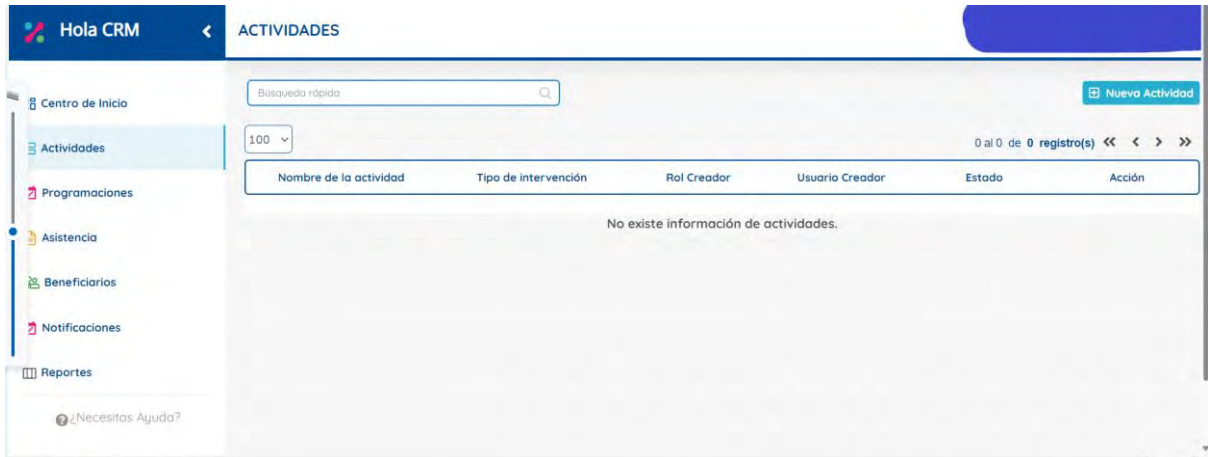 Hola CRM
ACTIVIDADES
Centro de Inicio
Actividades
Programaciones
Asistencia
Beneficiarios
Notificaciones
Reportes
¿Necesitas Ayuda?
Búsqueda rápida
Nueva Actividad
100
0 al 0 de 0 registro(s)
Nombre de la actividad Tipo de intervención Rol Creador Usuario Creador Estado Acción
No existe información de actividades.